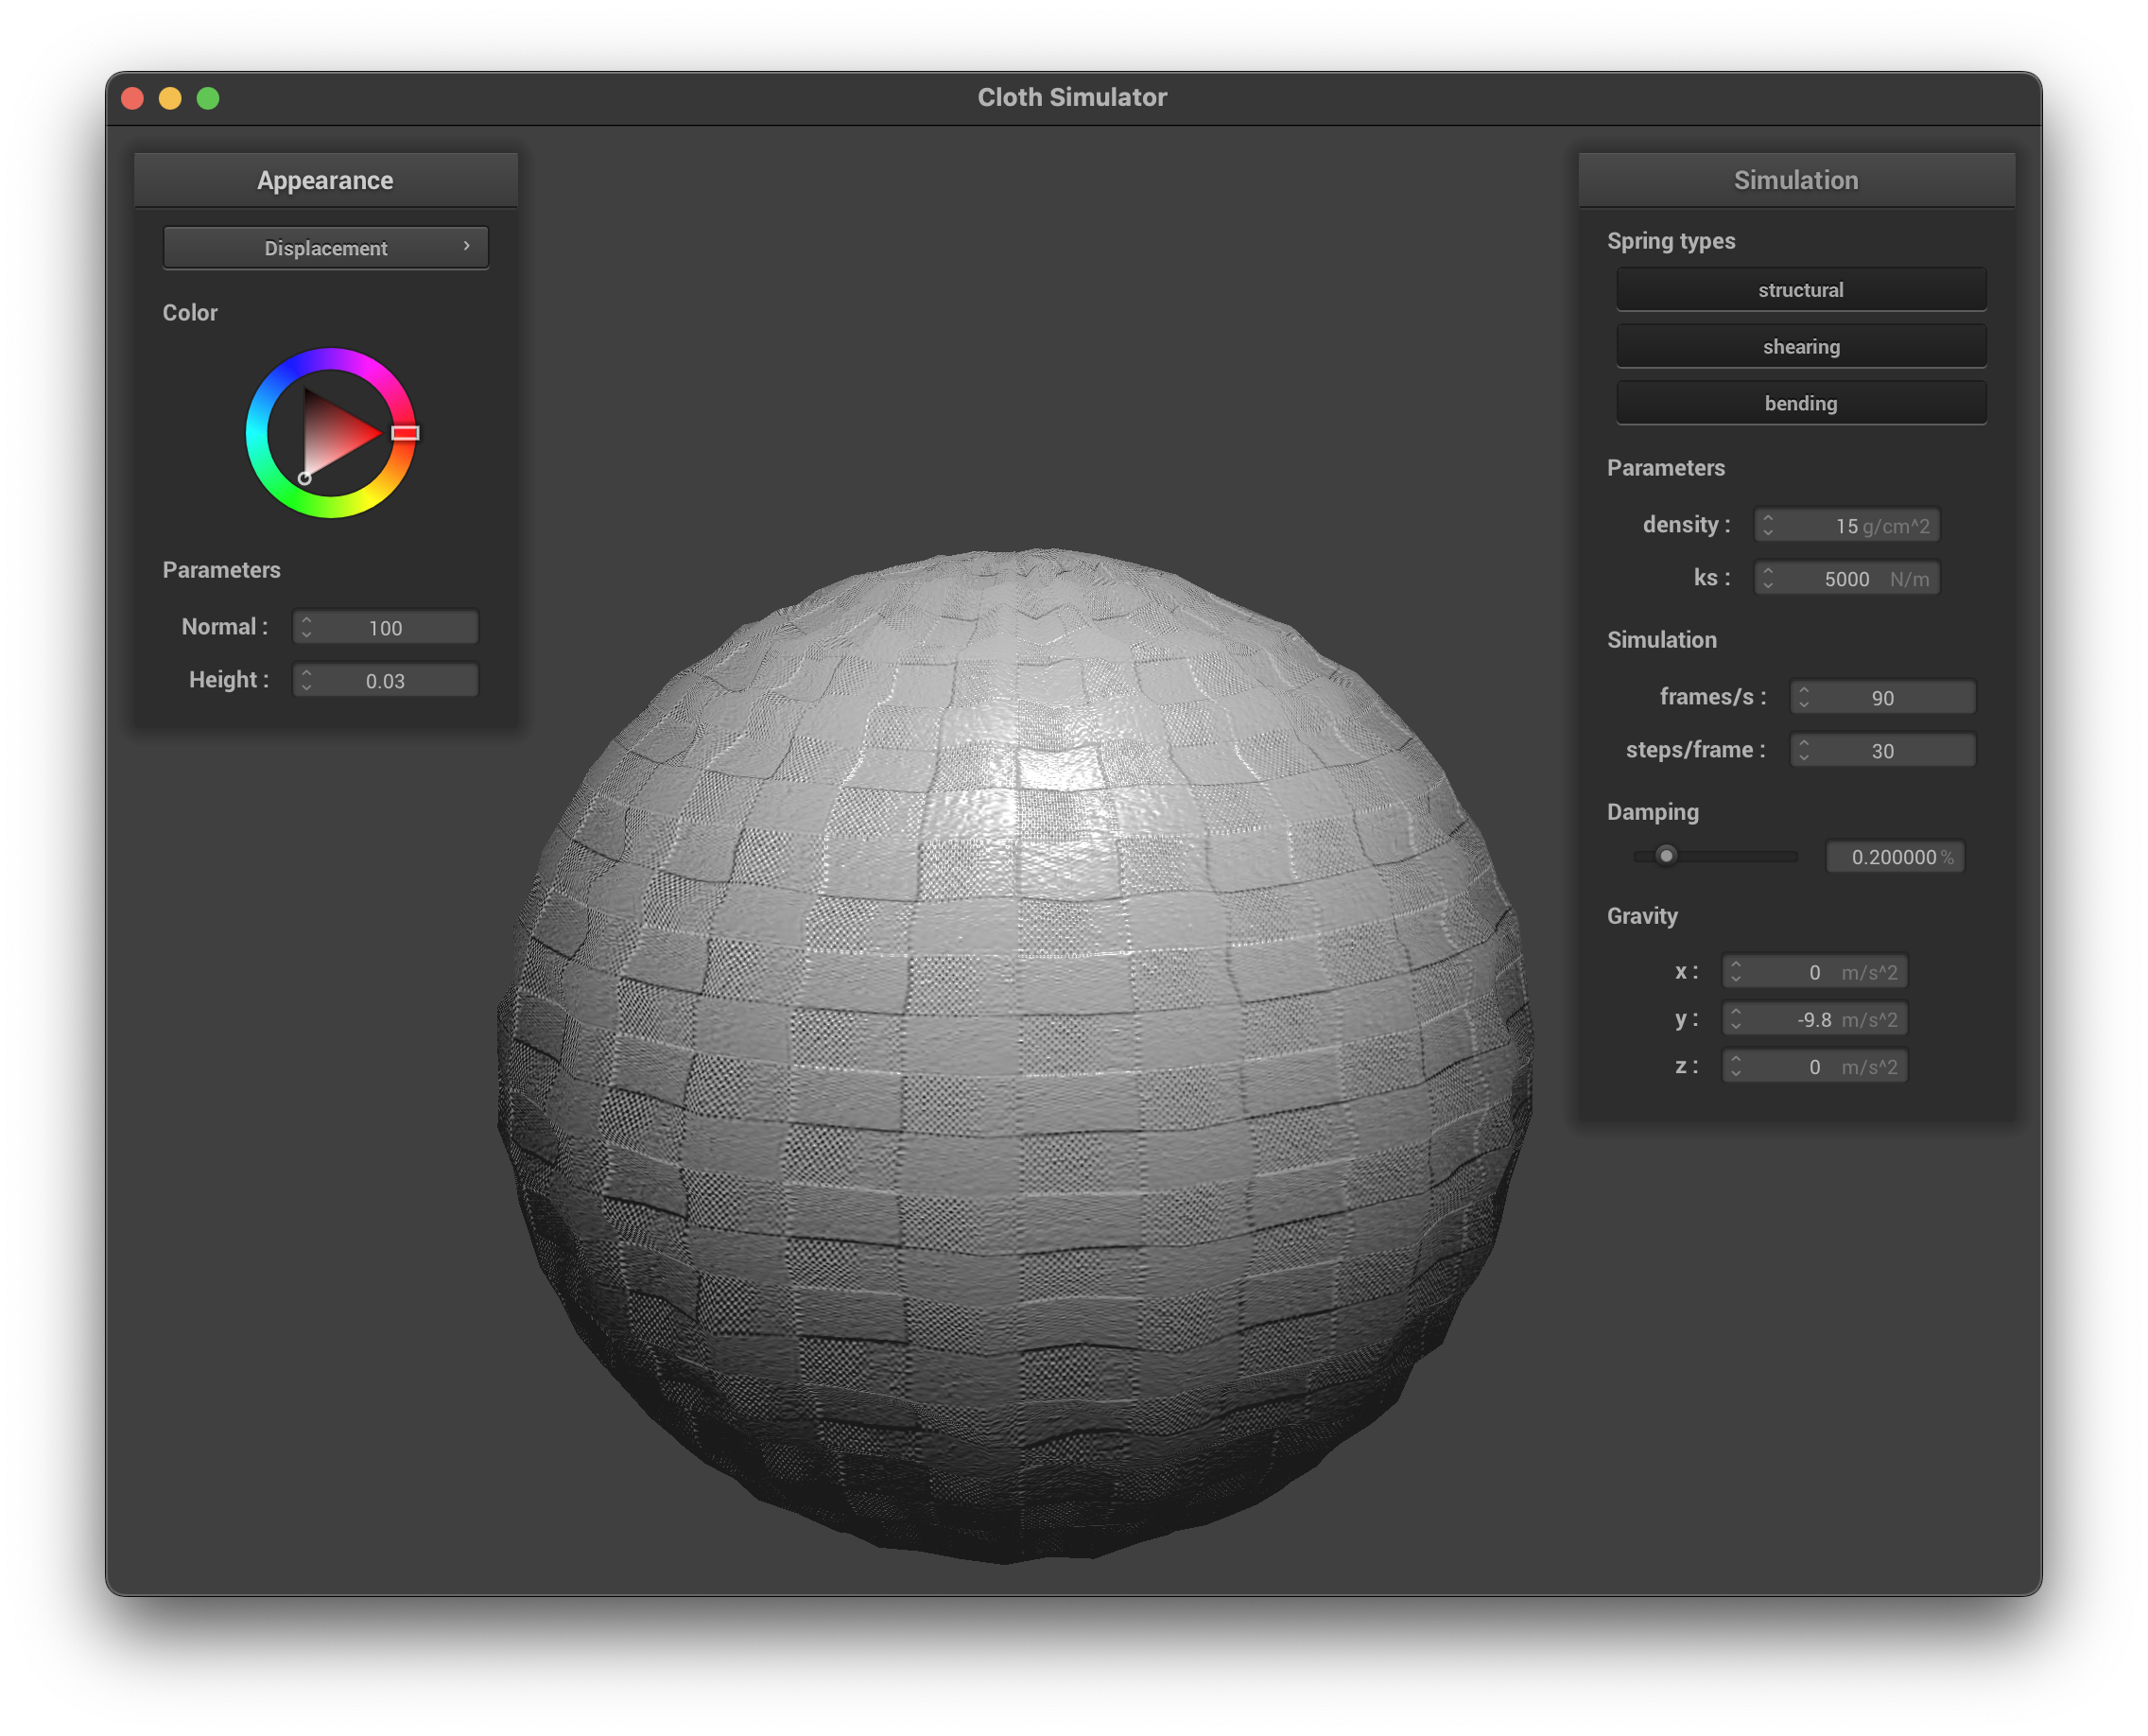 Cloth Simulator
Appearance
Displacement
Color
Parameters
Normal : 100
Height : 0.03
Simulation
Spring types
structural
shearing
bending
Parameters
density : 15 g/cm^2
ks : 5000 N/m
Simulation
frames/s : 90
steps/frame : 30
Damping
0.200000 %
Gravity
x : 0 m/s^2
y : -9.8 m/s^2
z : 0 m/s^2